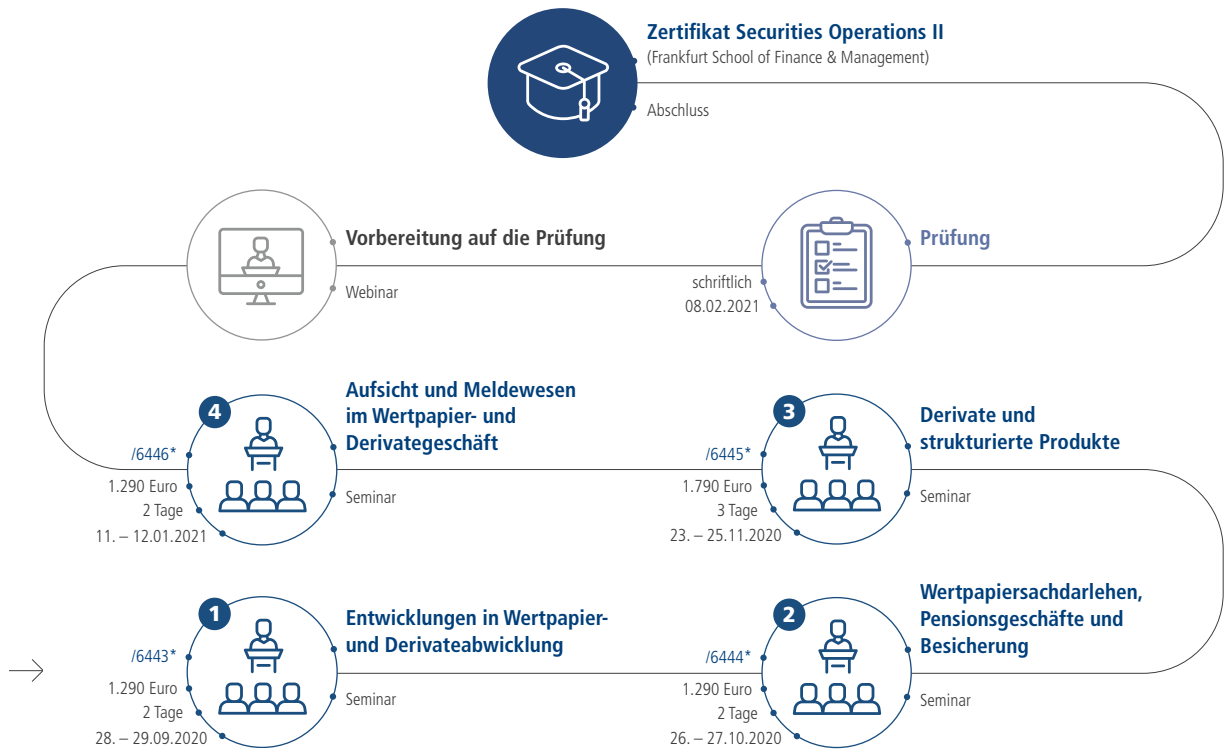 Zertifikat Securities Operations II
(Frankfurt School of Finance & Management)
Abschluss
Vorbereitung auf die Prüfung
Webinar
Prüfung
schriftlich
08.02.2021
4
Aufsicht und Meldewesen
im Wertpapier- und
Derivategeschäft
/6446*
1.290 Euro
2 Tage
11. – 12.01.2021
Seminar
3
Derivate und
strukturierte Produkte
/6445*
1.790 Euro
3 Tage
23. – 25.11.2020
Seminar
1
Entwicklungen in Wertpapier-
und Derivateabwicklung
/6443*
1.290 Euro
2 Tage
28. – 29.09.2020
Seminar
2
Wertpapiersachdarlehen,
Pensionsgeschäfte und
Besicherung
/6444*
1.290 Euro
2 Tage
26. – 27.10.2020
Seminar